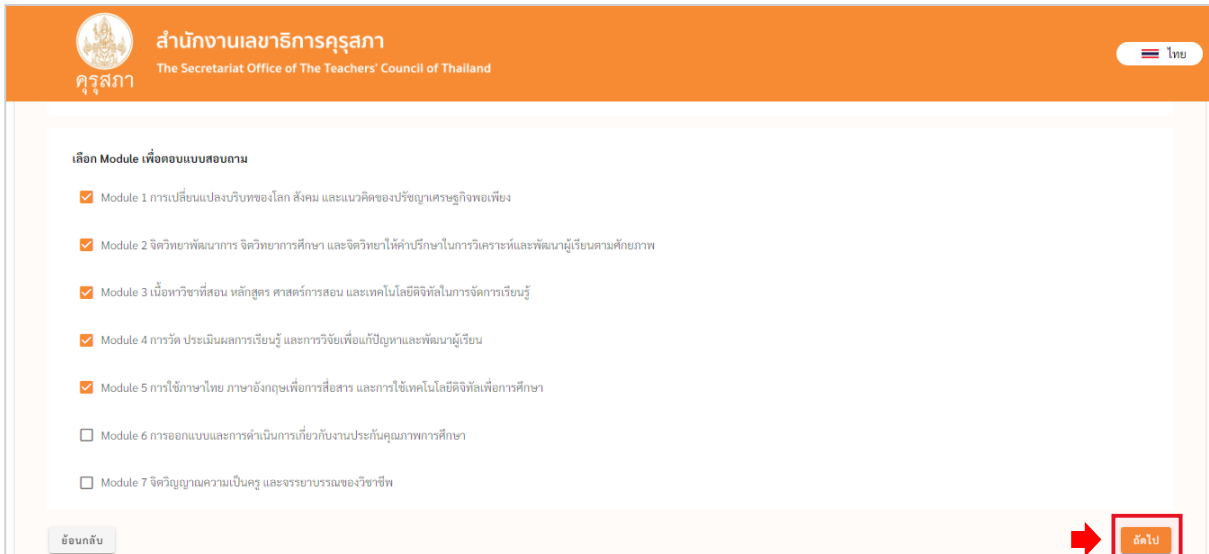 สำนักงานเลขาธิการคุรุสภา
The Secretariat Office of The Teachers' Council of Thailand
คุรุสภา
ไทย
เลือก Module เพื่อตอบแบบสอบถาม
Module 1 การเปลี่ยนแปลงบริบทของโลก สังคม และแนวคิดของปรัชญาเศรษฐกิจพอเพียง
Module 2 จิตวิทยาพัฒนาการ จิตวิทยาการศึกษา และจิตวิทยาให้คำปรึกษาในการวิเคราะห์และพัฒนาผู้เรียนตามศักยภาพ
Module 3 เนื้อหาวิชาที่สอน หลักสูตร ศาสตร์การสอน และเทคโนโลยีดิจิทัลในการจัดการเรียนรู้
Module 4 การวัด ประเมินผลการเรียนรู้ และการวิจัยเพื่อแก้ปัญหาและพัฒนาผู้เรียน
Module 5 การใช้ภาษาไทย ภาษาอังกฤษเพื่อการสื่อสาร และการใช้เทคโนโลยีดิจิทัลเพื่อการศึกษา
Module 6 การออกแบบและการดำเนินการเกี่ยวกับงานประกันคุณภาพการศึกษา
Module 7 จิตวิญญาณความเป็นครู และจรรยาบรรณของวิชาชีพ
ย้อนกลับ
ถัดไป